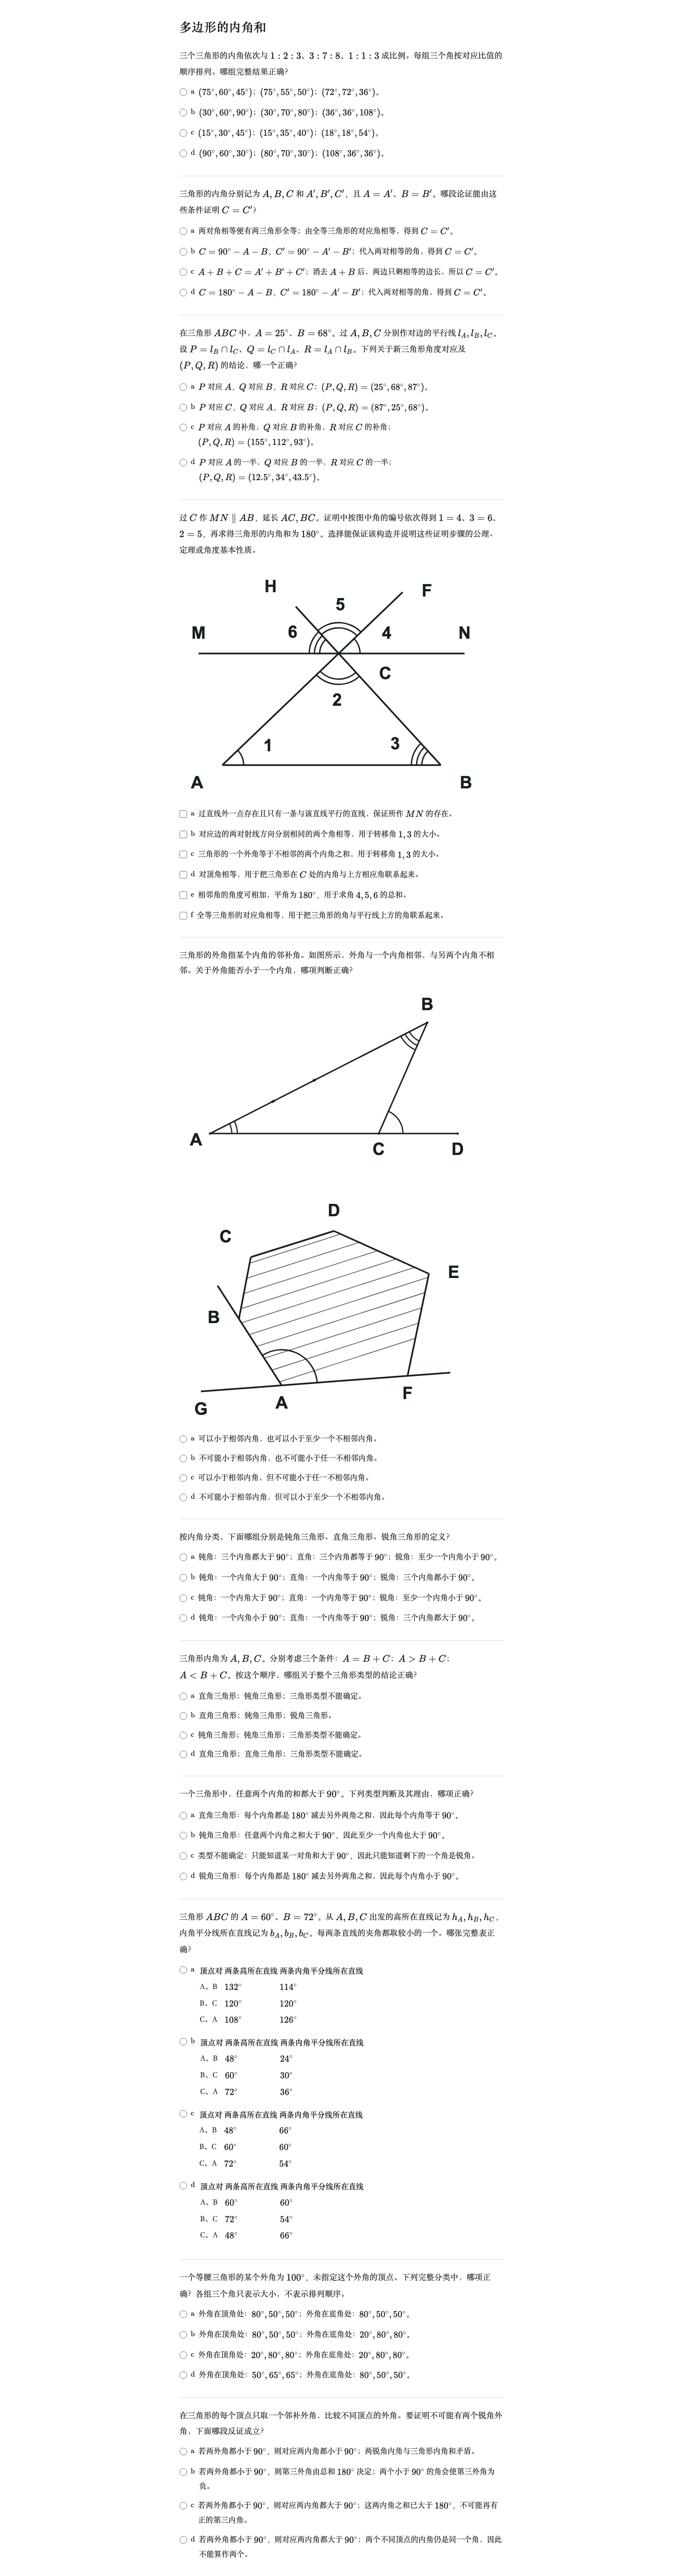 多边形的内角和
三个三角形的内角依次与 1 : 2 : 3、3 : 7 : 8、1 : 1 : 3 成比例。每组三个角按对应比值的
顺序排列。哪组完整结果正确?
a (75°, 60°, 45°); (75°, 55°, 50°); (72°, 72°, 36°)。
b (30°, 60°, 90°); (30°, 70°, 80°); (36°, 36°, 108°)。
c (15°, 30°, 45°); (15°, 35°, 40°); (18°, 18°, 54°)。
d (90°, 60°, 30°); (80°, 70°, 30°); (108°, 36°, 36°)。
三角形的内角分别记为 A, B, C 和 A′, B′, C′，且 A = A′、B = B′。哪段论证能由这
些条件证明 C = C′?
a 两对角相等便有两三角形全等；由全等三角形的对应角相等，得到 C = C′。
b C = 90° − A − B，C′ = 90° − A′ − B′；代入两对相等的角，得到 C = C′。
c A + B + C = A′ + B′ + C′；消去 A + B 后，两边只剩相等的边长，所以 C = C′。
d C = 180° − A − B，C′ = 180° − A′ − B′；代入两对相等的角，得到 C = C′。
在三角形 ABC 中，A = 25°、B = 68°。过 A, B, C 分别作对边的平行线 l_A, l_B, l_C。
设 P = l_B ∩ l_C、Q = l_C ∩ l_A、R = l_A ∩ l_B。下列关于新三角形角度对应及
(P, Q, R) 的结论，哪一个正确?
a P 对应 A，Q 对应 B，R 对应 C；(P, Q, R) = (25°, 68°, 87°)。
b P 对应 C，Q 对应 A，R 对应 B；(P, Q, R) = (87°, 25°, 68°)。
c P 对应 A 的补角，Q 对应 B 的补角，R 对应 C 的补角；
(P, Q, R) = (155°, 112°, 93°)。
d P 对应 A 的一半，Q 对应 B 的一半，R 对应 C 的一半；
(P, Q, R) = (12.5°, 34°, 43.5°)。
过 C 作 MN ∥ AB，延长 AC, BC。证明中按图中角的编号依次得到 1 = 4、3 = 6、
2 = 5，再求得三角形的内角和为 180°。选择能保证该构造并说明这些证明步骤的公理、
定理或角度基本性质。
H
F
5
M
6
4
N
C
2
1
3
A
B
a 过直线外一点存在且只有一条与该直线平行的直线，保证所作 MN 的存在。
b 对应边的两对射线方向分别相同的两个角相等，用于转移角 1, 3 的大小。
c 三角形的一个外角等于不相邻的两个内角之和，用于转移角 1, 3 的大小。
d 对顶角相等，用于把三角形在 C 处的内角与上方相应角联系起来。
e 相邻角的角度可相加，平角为 180°，用于求角 4, 5, 6 的总和。
f 全等三角形的对应角相等，用于把三角形的角与平行线上方的角联系起来。
三角形的外角指某个内角的邻补角。如图所示，外角与一个内角相邻，与另两个内角不相
邻。关于外角能否小于一个内角，哪项判断正确?
B
A
C
D
D
C
E
B
A
F
G
a 可以小于相邻内角，也可以小于至少一个不相邻内角。
b 不可能小于相邻内角，也不可能小于任一不相邻内角。
c 可以小于相邻内角，但不可能小于任一不相邻内角。
d 不可能小于相邻内角，但可以小于至少一个不相邻内角。
按内角分类，下面哪组分别是钝角三角形、直角三角形、锐角三角形的定义?
a 钝角：三个内角都大于 90°；直角：三个内角都等于 90°；锐角：至少一个内角小于 90°。
b 钝角：一个内角大于 90°；直角：一个内角等于 90°；锐角：三个内角都小于 90°。
c 钝角：一个内角大于 90°；直角：一个内角等于 90°；锐角：至少一个内角小于 90°。
d 钝角：一个内角小于 90°；直角：一个内角等于 90°；锐角：三个内角都大于 90°。
三角形内角为 A, B, C。分别考虑三个条件：A = B + C；A > B + C；
A < B + C。按这个顺序，哪组关于整个三角形类型的结论正确?
a 直角三角形；钝角三角形；三角形类型不能确定。
b 直角三角形；钝角三角形；锐角三角形。
c 钝角三角形；钝角三角形；三角形类型不能确定。
d 直角三角形；直角三角形；三角形类型不能确定。
一个三角形中，任意两个内角的和都大于 90°。下列类型判断及其理由，哪项正确?
a 直角三角形：每个内角都是 180° 减去另外两角之和，因此每个内角等于 90°。
b 钝角三角形：任意两个内角之和大于 90°，因此至少一个内角也大于 90°。
c 类型不能确定：只能知道某一对角和大于 90°，因此只能知道剩下的一个角是锐角。
d 锐角三角形：每个内角都是 180° 减去另外两角之和，因此每个内角小于 90°。
三角形 ABC 的 A = 60°、B = 72°。从 A, B, C 出发的高所在直线记为 h_A, h_B, h_C，
内角平分线所在直线记为 b_A, b_B, b_C。每两条直线的夹角都取较小的一个。哪张完整表正
确?
a 顶点对 两条高所在直线 两条内角平分线所在直线
A、B 132° 114°
B、C 120° 120°
C、A 108° 126°
b 顶点对 两条高所在直线 两条内角平分线所在直线
A、B 48° 24°
B、C 60° 30°
C、A 72° 36°
c 顶点对 两条高所在直线 两条内角平分线所在直线
A、B 48° 66°
B、C 60° 60°
C、A 72° 54°
d 顶点对 两条高所在直线 两条内角平分线所在直线
A、B 60° 60°
B、C 72° 54°
C、A 48° 66°
一个等腰三角形的某个外角为 100°，未指定这个外角的顶点。下列完整分类中，哪项正
确? 各组三个角只表示大小，不表示排列顺序。
a 外角在顶角处：80°, 50°, 50°；外角在底角处：80°, 50°, 50°。
b 外角在顶角处：80°, 50°, 50°；外角在底角处：20°, 80°, 80°。
c 外角在顶角处：20°, 80°, 80°；外角在底角处：20°, 80°, 80°。
d 外角在顶角处：50°, 65°, 65°；外角在底角处：80°, 50°, 50°。
在三角形的每个顶点只取一个邻补外角，比较不同顶点的外角。要证明不可能有两个锐角外
角，下面哪段反证成立?
a 若两外角都小于 90°，则对应两内角都小于 90°；两锐角内角与三角形内角和矛盾。
b 若两外角都小于 90°，则第三外角由总和 180° 决定；两个小于 90° 的角会使第三外角为
负。
c 若两外角都小于 90°，则对应两内角都大于 90°；这两内角之和已大于 180°，不可能再有
正的第三内角。
d 若两外角都小于 90°，则对应两内角都大于 90°；两个不同顶点的内角仍是同一个角，因此
不能算作两个。